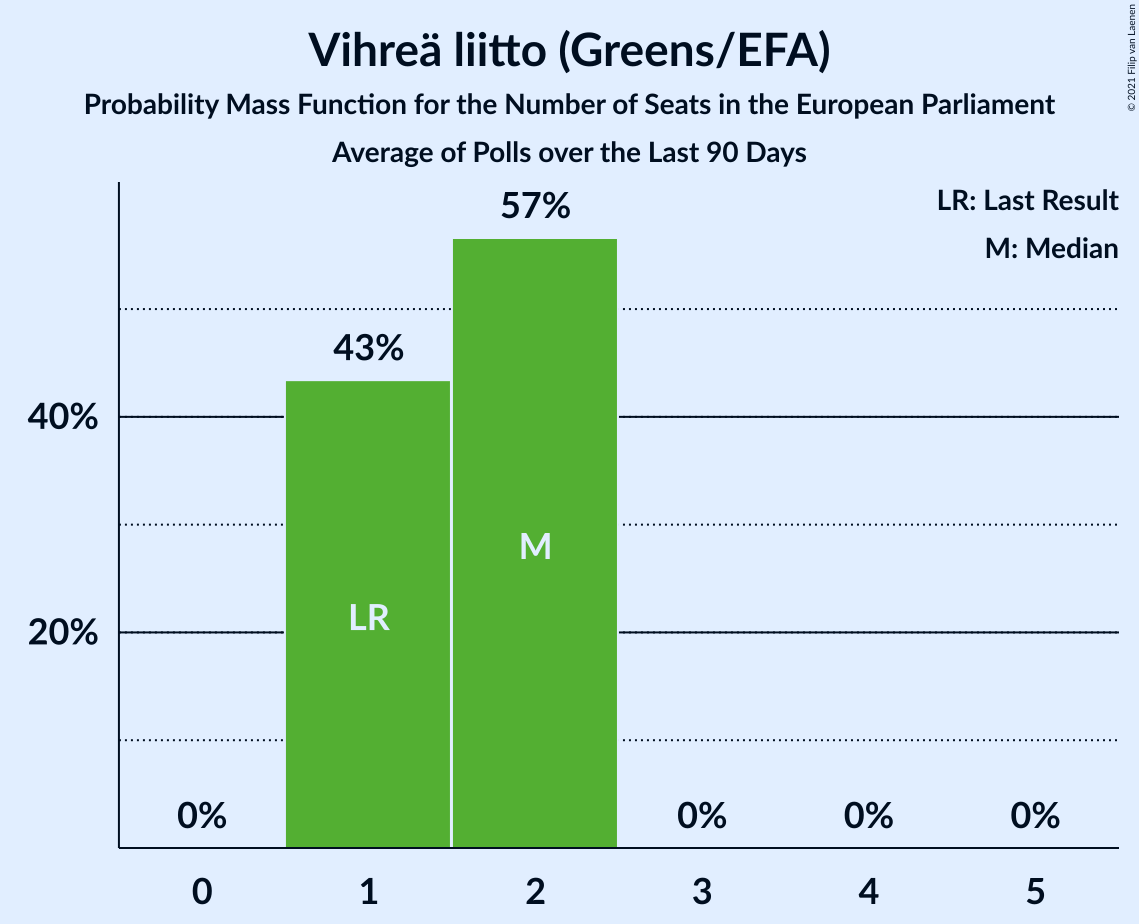 Vihreä liitto (Greens/EFA)
Probability Mass Function for the Number of Seats in the European Parliament
Average of Polls over the Last 90 Days
© 2021 Filip van Laenen
LR: Last Result
M: Median
57%
43%
40%
20%
LR
M
0%
0%
0%
0%
0
1
2
3
4
5